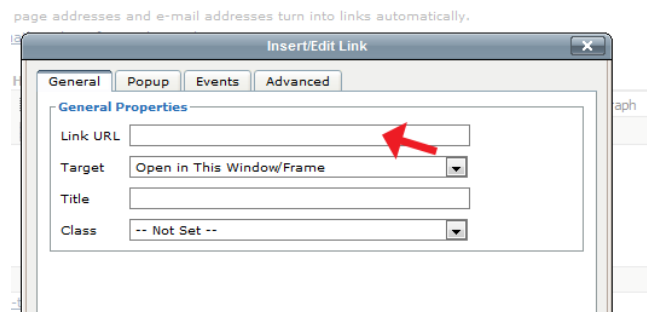 page addresses and e-mail addresses turn into links automatically.
Insert/Edit Link
X
General Popup Events Advanced
General Properties
raph
Link URL
Target Open in This Window/Frame
Title
Class -- Not Set --